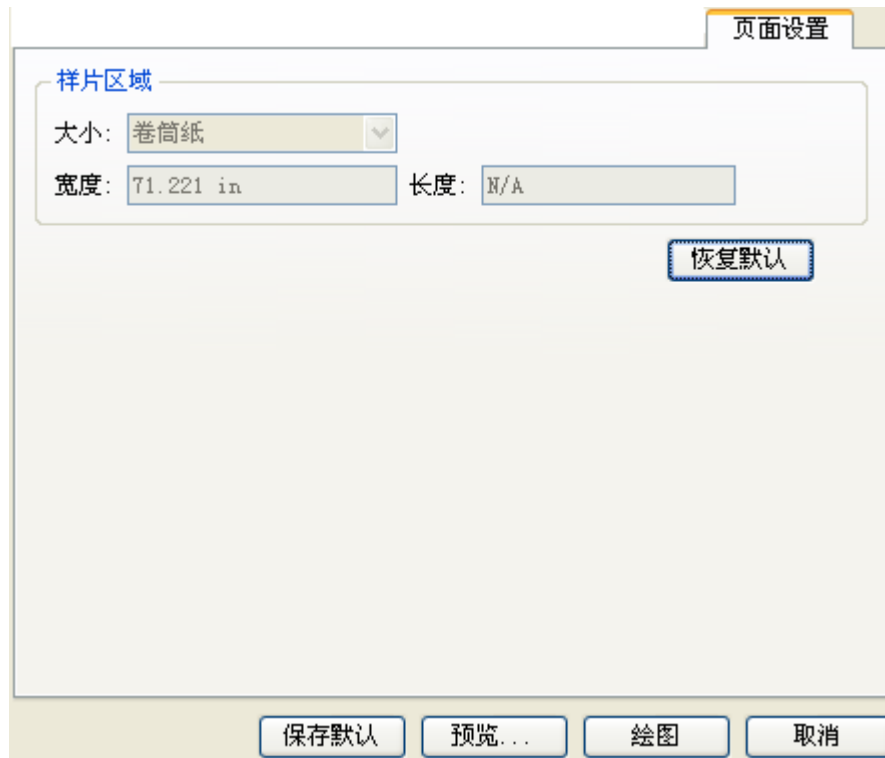 页面设置
样片区域
大小: 卷筒纸
宽度: 71.221 in 长度: N/A
恢复默认
保存默认 预览... 绘图 取消